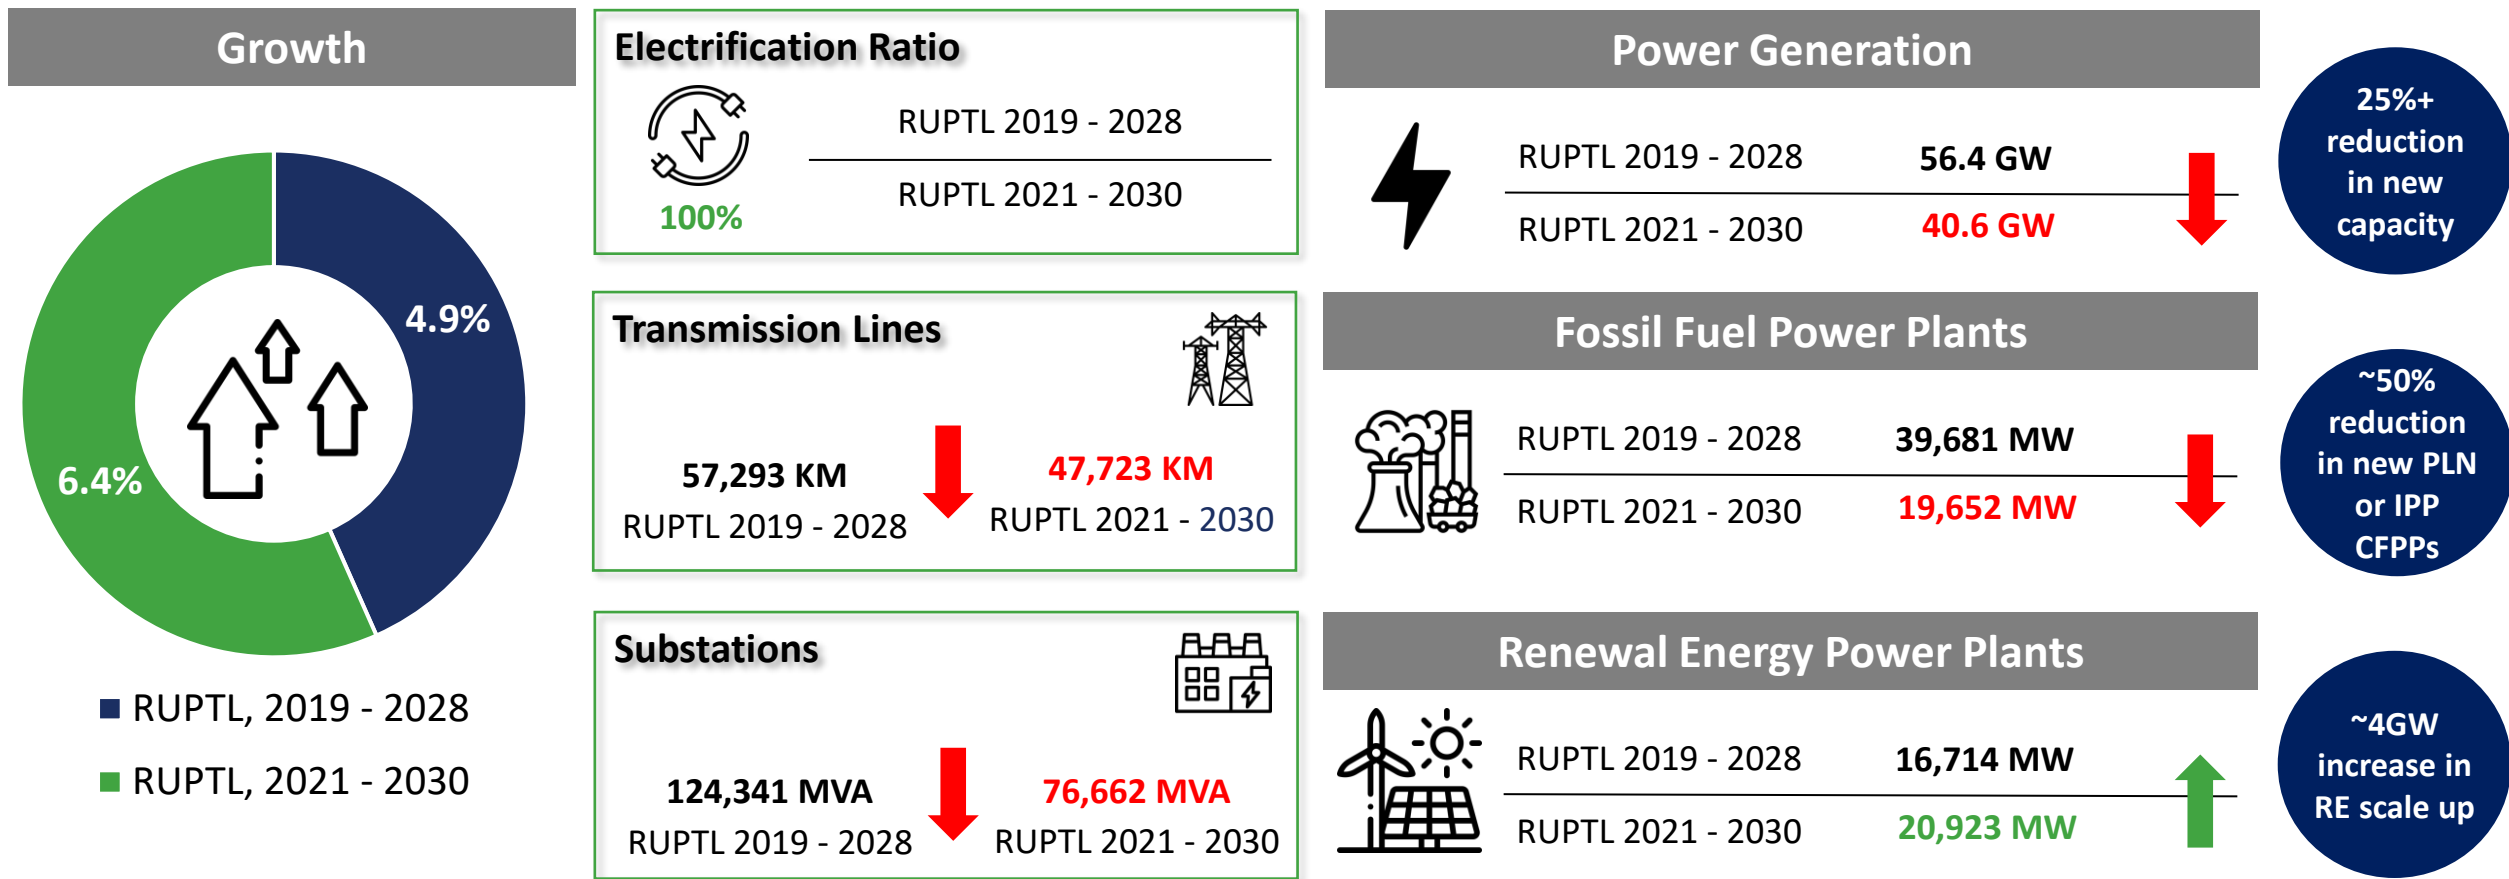 Growth
4.9%
6.4%
RUPTL, 2019 - 2028
RUPTL, 2021 - 2030
Electrification Ratio
100%
RUPTL 2019 - 2028
RUPTL 2021 - 2030
Transmission Lines
57,293 KM
RUPTL 2019 - 2028
47,723 KM
RUPTL 2021 - 2030
Substations
124,341 MVA
RUPTL 2019 - 2028
76,662 MVA
RUPTL 2021 - 2030
Power Generation
RUPTL 2019 - 2028 56.4 GW
RUPTL 2021 - 2030 40.6 GW
25%+
reduction
in new
capacity
Fossil Fuel Power Plants
RUPTL 2019 - 2028 39,681 MW
RUPTL 2021 - 2030 19,652 MW
~50%
reduction
in new PLN
or IPP
CFPPs
Renewal Energy Power Plants
RUPTL 2019 - 2028 16,714 MW
RUPTL 2021 - 2030 20,923 MW
~4GW
increase in
RE scale up